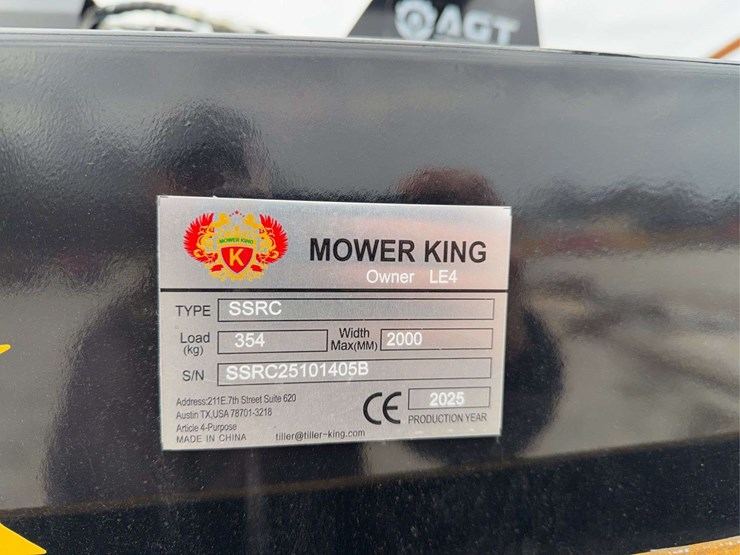 AGT
MOWER KING
K
MOWER KING
Owner LE4
TYPE SSRC
Load (kg) 354 Width Max(MM) 2000
S/N SSRC25101405B
Address:211E.7th Street Suite 620
Austin TX,USA 78701-3218
Article 4-Purpose
MADE IN CHINA tiller@tiller-king.com
CE 2025
PRODUCTION YEAR